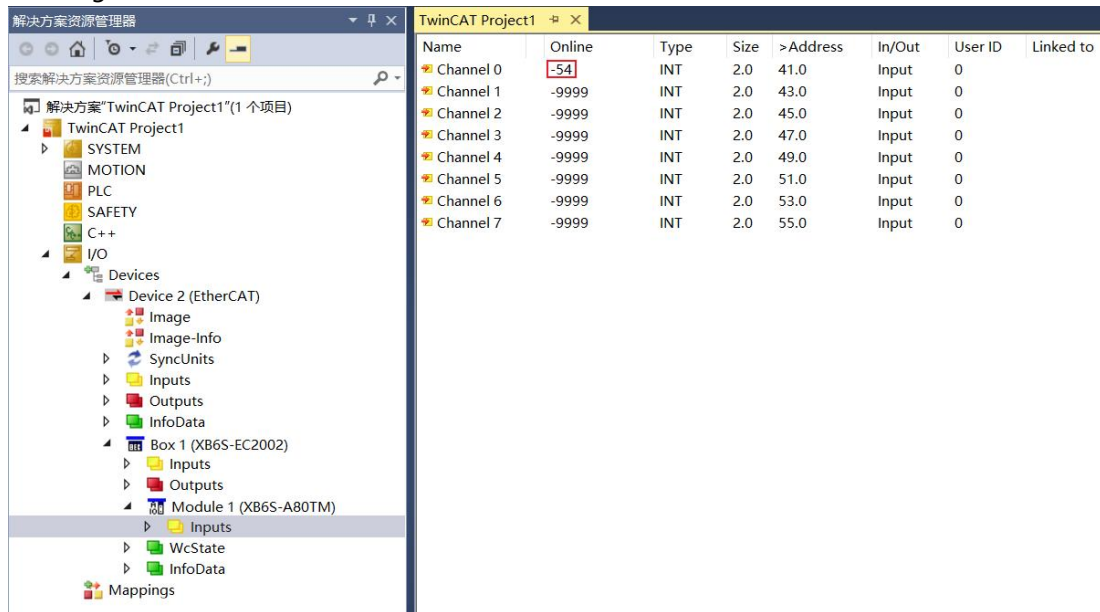 解决方案资源管理器
搜索解决方案资源管理器(Ctrl+;)
解决方案"TwinCAT Project1"(1 个项目)
TwinCAT Project1
SYSTEM
MOTION
PLC
SAFETY
C++
I/O
Devices
Device 2 (EtherCAT)
Image
Image-Info
SyncUnits
Inputs
Outputs
InfoData
Box 1 (XB6S-EC2002)
Inputs
Outputs
Module 1 (XB6S-A80TM)
Inputs
WcState
InfoData
Mappings
TwinCAT Project1
Name Online Type Size >Address In/Out User ID Linked to
Channel 0 -54 INT 2.0 41.0 Input 0
Channel 1 -9999 INT 2.0 43.0 Input 0
Channel 2 -9999 INT 2.0 45.0 Input 0
Channel 3 -9999 INT 2.0 47.0 Input 0
Channel 4 -9999 INT 2.0 49.0 Input 0
Channel 5 -9999 INT 2.0 51.0 Input 0
Channel 6 -9999 INT 2.0 53.0 Input 0
Channel 7 -9999 INT 2.0 55.0 Input 0